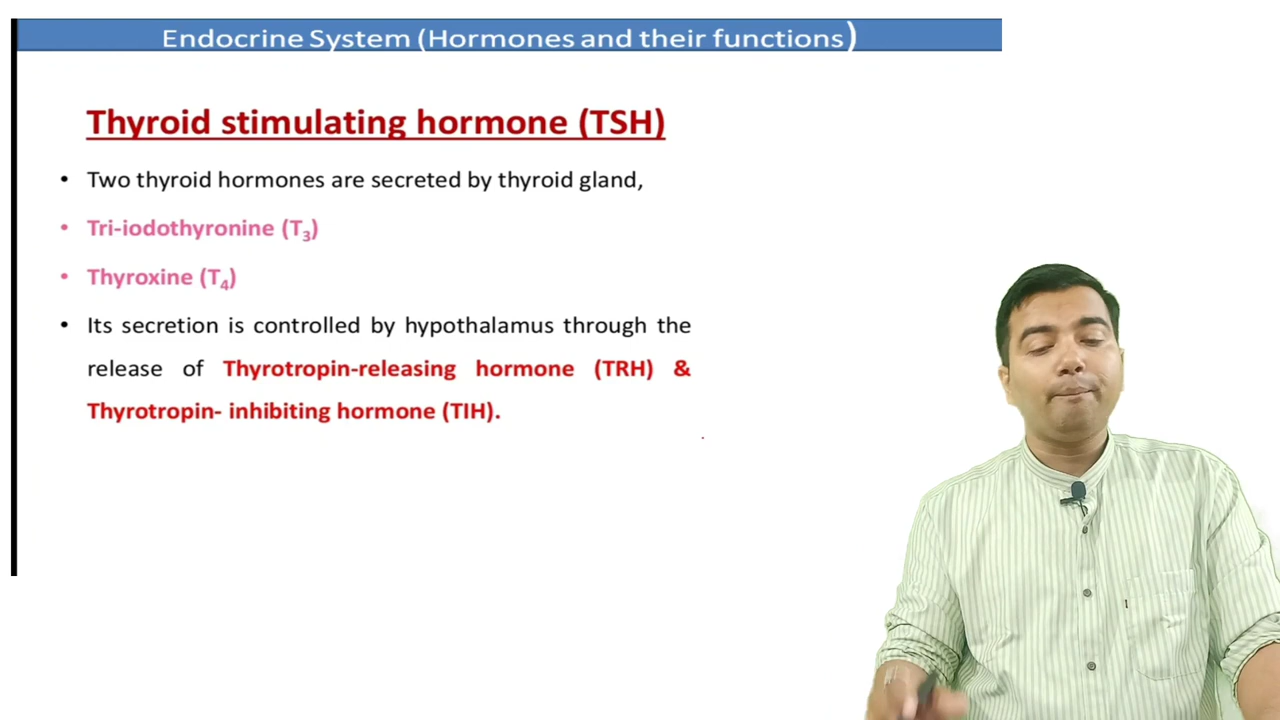 Endocrine System (Hormones and their functions)
Thyroid stimulating hormone (TSH)
• Two thyroid hormones are secreted by thyroid gland,
• Tri-iodothyronine (T₃)
• Thyroxine (T₄)
• Its secretion is controlled by hypothalamus through the
release of Thyrotropin-releasing hormone (TRH) &
Thyrotropin- inhibiting hormone (TIH).